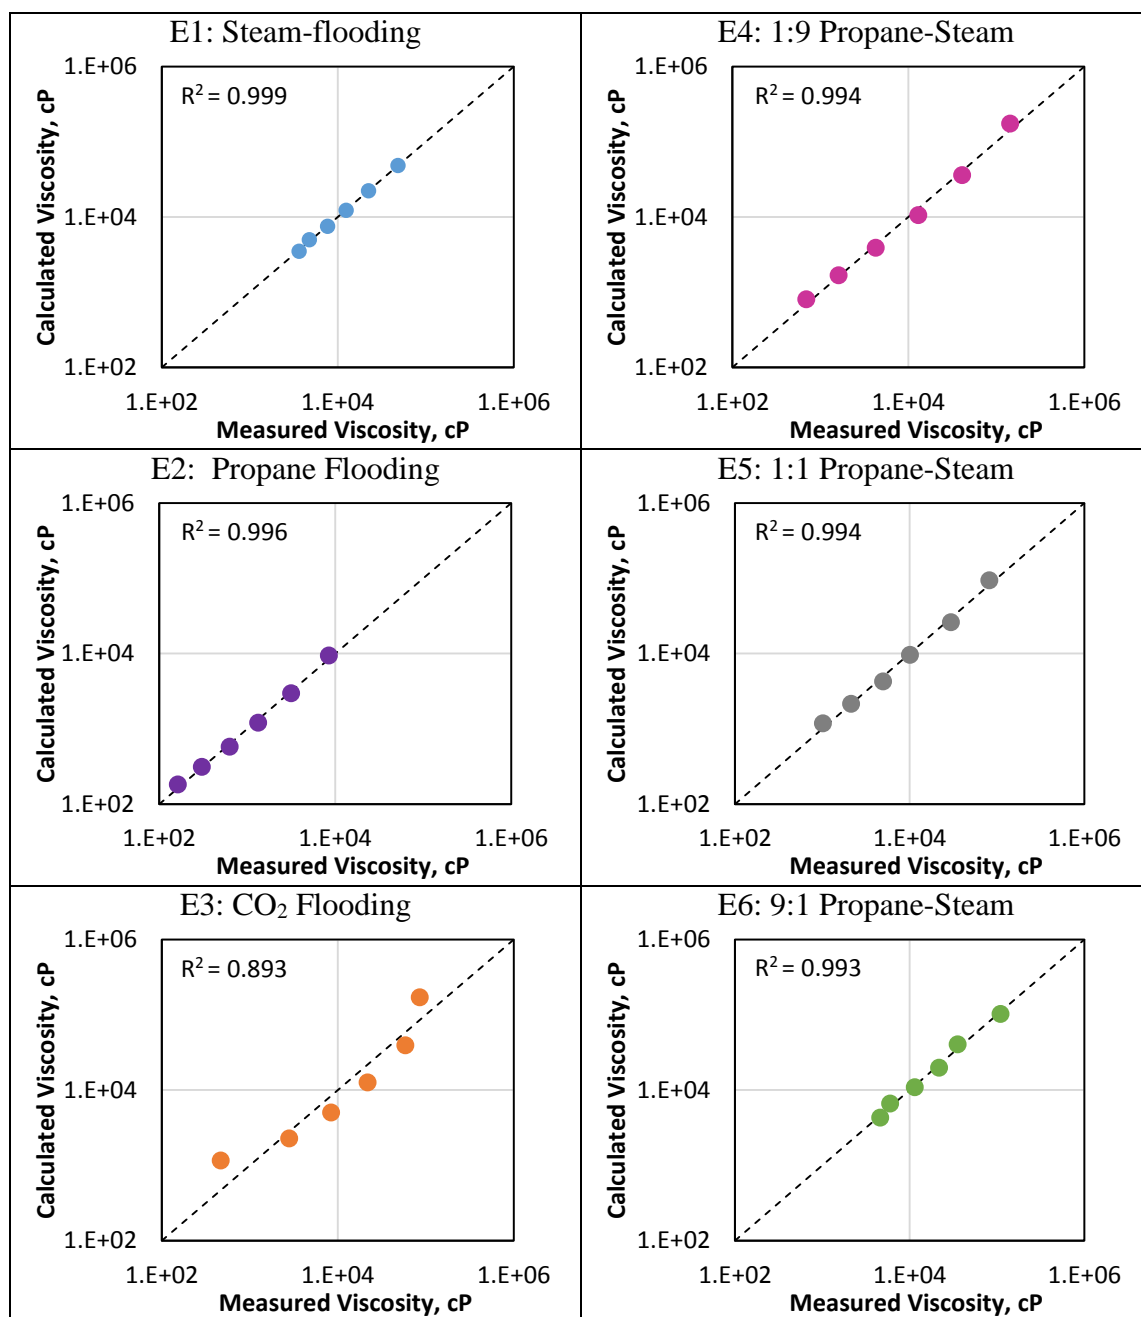 E1: Steam-flooding
1.E+06
R² = 0.999
1.E+04
1.E+02
Calculated Viscosity, cP
1.E+02 1.E+04 1.E+06
Measured Viscosity, cP
E4: 1:9 Propane-Steam
1.E+06
R² = 0.994
1.E+04
1.E+02
Calculated Viscosity, cP
1.E+02 1.E+04 1.E+06
Measured Viscosity, cP
E2: Propane Flooding
1.E+06
R² = 0.996
1.E+04
1.E+02
Calculated Viscosity, cP
1.E+02 1.E+04 1.E+06
Measured Viscosity, cP
E5: 1:1 Propane-Steam
1.E+06
R² = 0.994
1.E+04
1.E+02
Calculated Viscosity, cP
1.E+02 1.E+04 1.E+06
Measured Viscosity, cP
E3: CO₂ Flooding
1.E+06
R² = 0.893
1.E+04
1.E+02
Calculated Viscosity, cP
1.E+02 1.E+04 1.E+06
Measured Viscosity, cP
E6: 9:1 Propane-Steam
1.E+06
R² = 0.993
1.E+04
1.E+02
Calculated Viscosity, cP
1.E+02 1.E+04 1.E+06
Measured Viscosity, cP